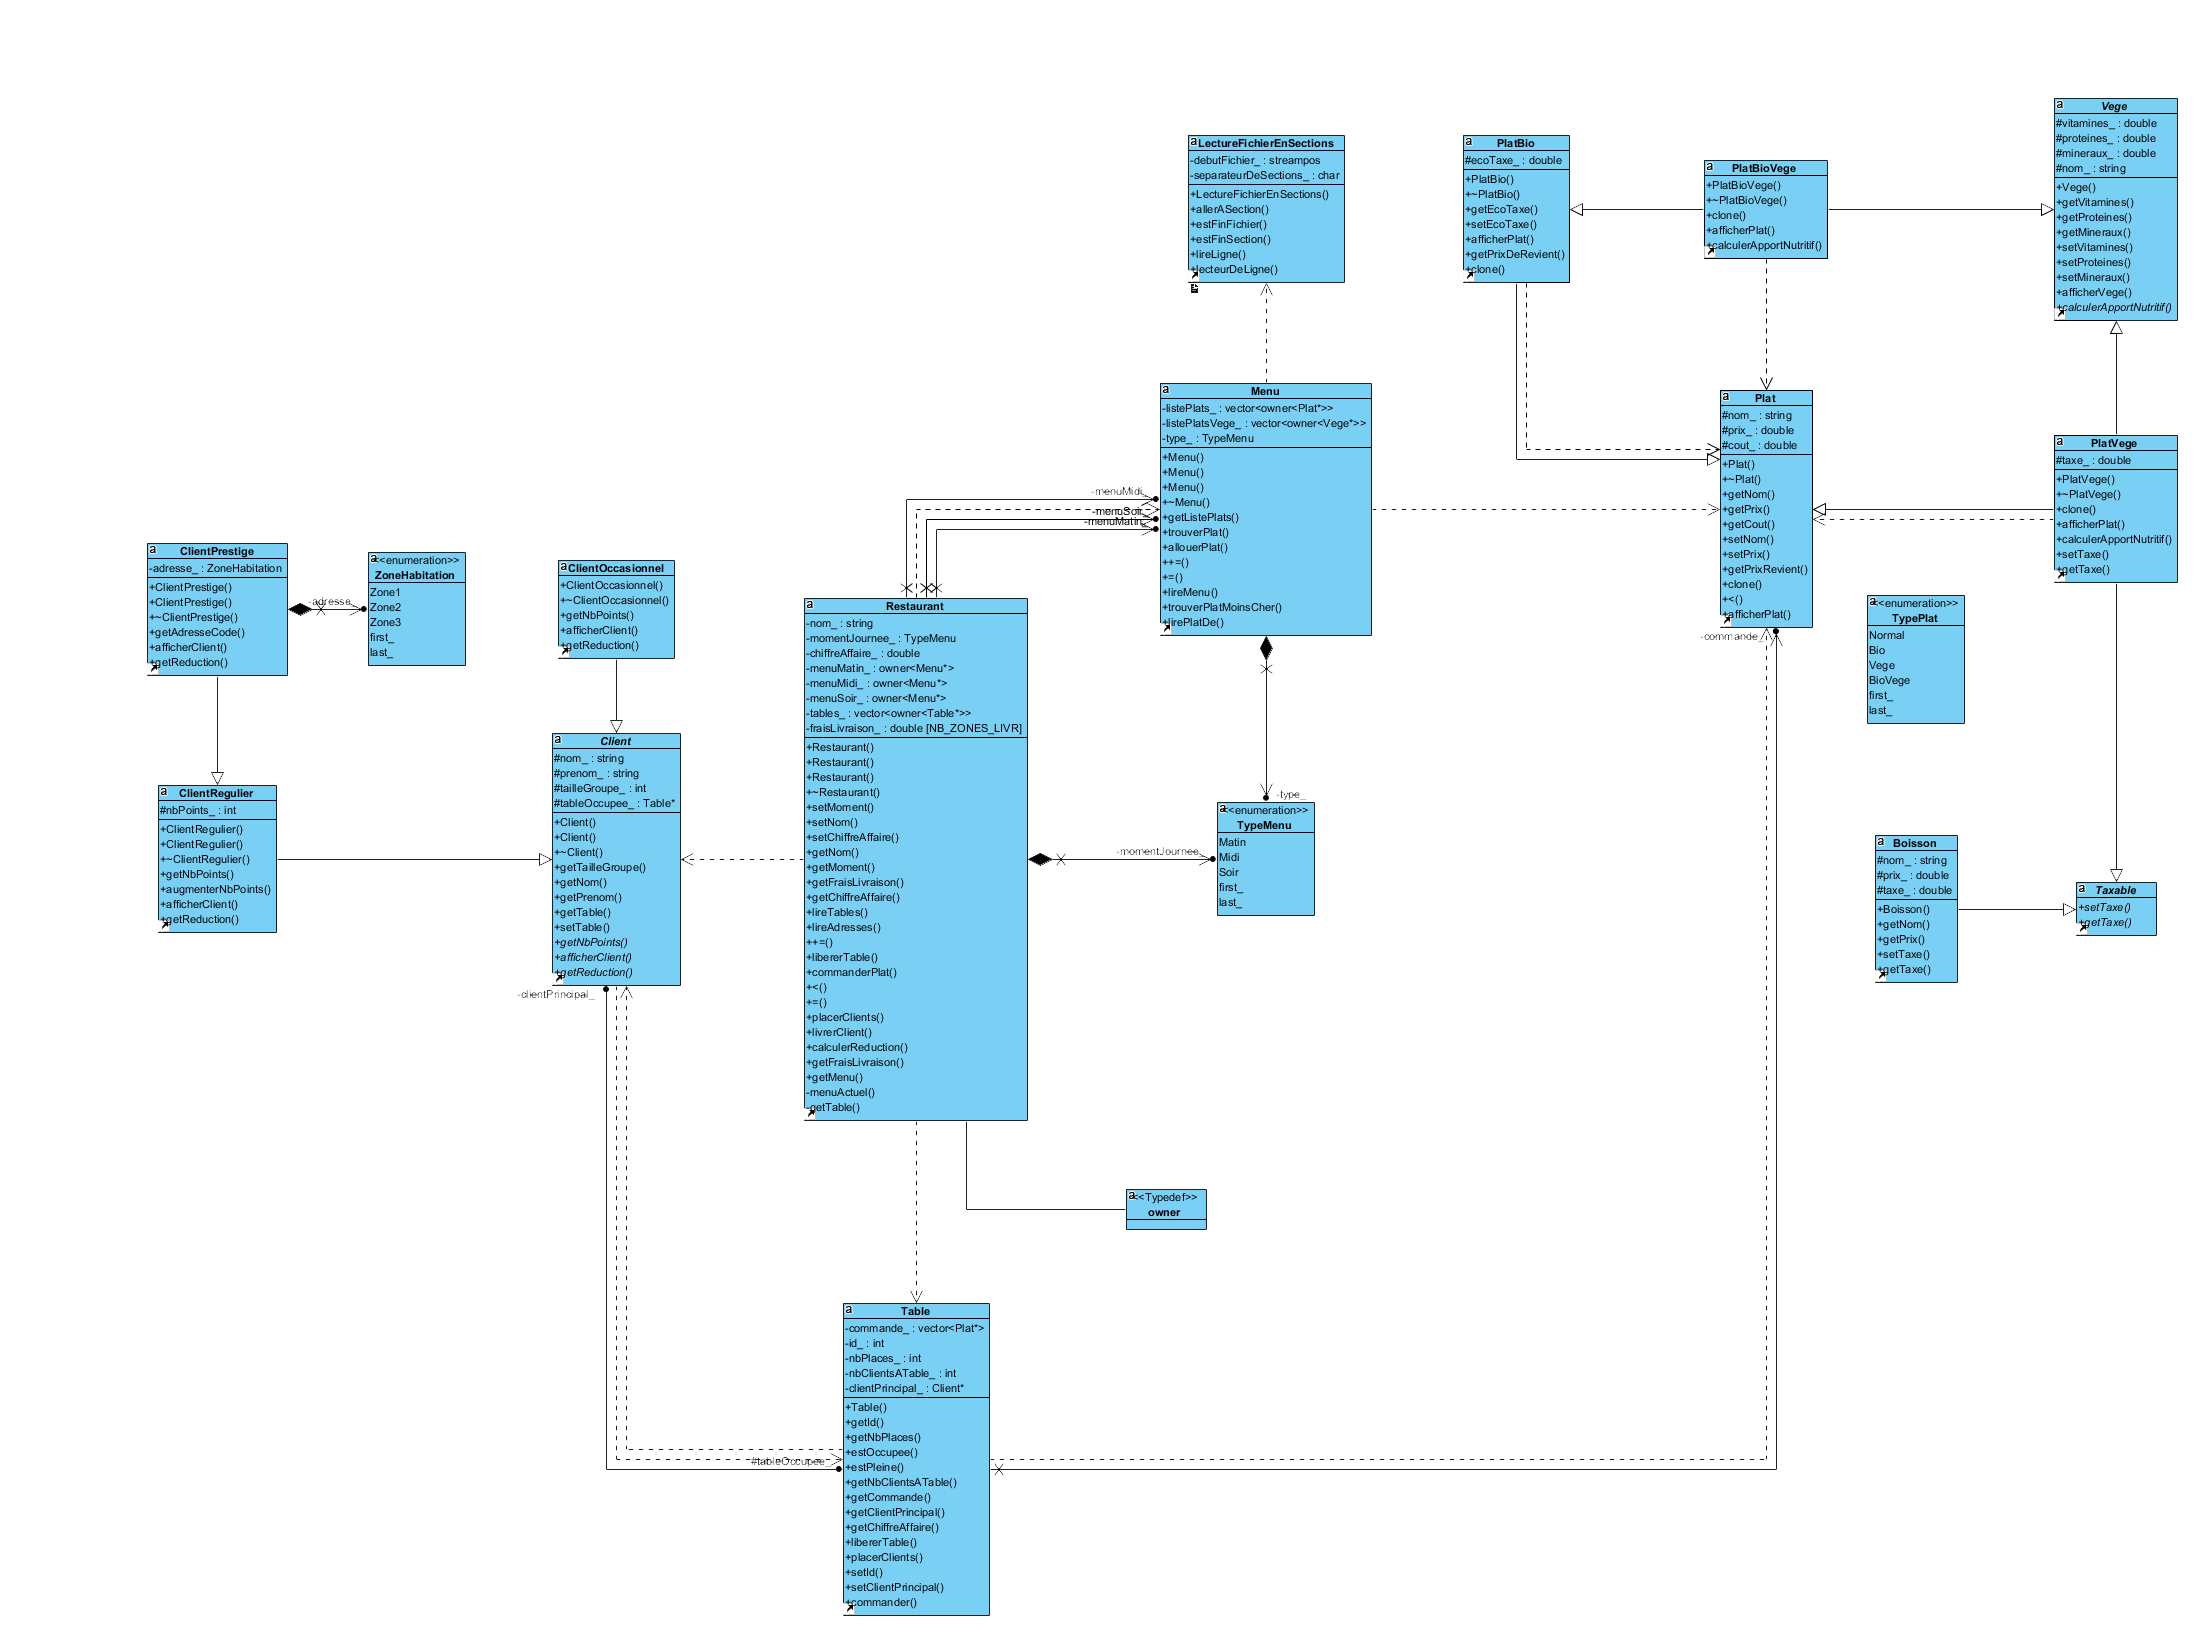 LectureFichierEnSections
-debutFichier_ : streampos
-separateurDeSections_ : char
+LectureFichierEnSections()
+allerASection()
+estFinFichier()
+estFinSection()
+lireLigne()
+lecteurDeLigne()
PlatBio
#ecoTaxe_ : double
+PlatBio()
+~PlatBio()
+getEcoTaxe()
+setEcoTaxe()
+afficherPlat()
+getPrixDeRevient()
+clone()
PlatBioVege
+PlatBioVege()
+~PlatBioVege()
+clone()
+afficherPlat()
+calculerApportNutritif()
Vege
#vitamines_ : double
#proteines_ : double
#mineraux_ : double
#nom_ : string
+Vege()
+getVitamines()
+getProteines()
+getMineraux()
+setVitamines()
+setProteines()
+setMineraux()
+afficherVege()
+calculerApportNutritif()
Menu
-listePlats_ : vector<owner<Plat*>>
-listePlatsVege_ : vector<owner<Vege*>>
-type_ : TypeMenu
+Menu()
+Menu()
+Menu()
+~Menu()
+getListePlats()
+trouverPlat()
+allouerPlat()
++=()
+=()
+lireMenu()
+trouverPlatMoinsCher()
+lirePlatDe()
-menuMidi_
-menuSoir_
-menuMatin_
Plat
#nom_ : string
#prix_ : double
#cout_ : double
+Plat()
+~Plat()
+getNom()
+getPrix()
+getCout()
+setNom()
+setPrix()
+getPrixRevient()
+clone()
+<()
+afficherPlat()
-commande_
PlatVege
#taxe_ : double
+PlatVege()
+~PlatVege()
+clone()
+afficherPlat()
+calculerApportNutritif()
+setTaxe()
+getTaxe()
ClientPrestige
-adresse_ : ZoneHabitation
+ClientPrestige()
+ClientPrestige()
+~ClientPrestige()
+getAdresseCode()
+afficherClient()
+getReduction()
-adresse_
<<enumeration>>
ZoneHabitation
Zone1
Zone2
Zone3
first_
last_
ClientOccasionnel
+ClientOccasionnel()
+~ClientOccasionnel()
+getNbPoints()
+afficherClient()
+getReduction()
Restaurant
-nom_ : string
-momentJournee_ : TypeMenu
-chiffreAffaire_ : double
-menuMatin_ : owner<Menu*>
-menuMidi_ : owner<Menu*>
-menuSoir_ : owner<Menu*>
-tables_ : vector<owner<Table*>>
-fraisLivraison_ : double [NB_ZONES_LIVR]
+Restaurant()
+Restaurant()
+Restaurant()
+~Restaurant()
+setMoment()
+setNom()
+setChiffreAffaire()
+getNom()
+getMoment()
+getFraisLivraison()
+getChiffreAffaire()
+lireTables()
+lireAdresses()
++=()
+libererTable()
+commanderPlat()
+<()
+=()
+placerClients()
+livrerClient()
+calculerReduction()
+getFraisLivraison()
+getMenu()
-menuActuel()
-getTable()
<<enumeration>>
TypePlat
Normal
Bio
Vege
BioVege
first_
last_
Client
#nom_ : string
#prenom_ : string
#tailleGroupe_ : int
#tableOccupee_ : Table*
+Client()
+Client()
+~Client()
+getTailleGroupe()
+getNom()
+getPrenom()
+getTable()
+setTable()
+getNbPoints()
+afficherClient()
+getReduction()
-clientPrincipal_
ClientRegulier
#nbPoints_ : int
+ClientRegulier()
+ClientRegulier()
+~ClientRegulier()
+getNbPoints()
+augmenterNbPoints()
+afficherClient()
+getReduction()
-type_
<<enumeration>>
TypeMenu
Matin
Midi
Soir
first_
last_
-momentJournee_
Boisson
#nom_ : string
#prix_ : double
#taxe_ : double
+Boisson()
+getNom()
+getPrix()
+setTaxe()
+getTaxe()
Taxable
+setTaxe()
+getTaxe()
<<Typedef>>
owner
Table
-commande_ : vector<Plat*>
-id_ : int
-nbPlaces_ : int
-nbClientsATable_ : int
-clientPrincipal_ : Client*
+Table()
+getId()
+getNbPlaces()
+estOccupee()
+estPleine()
+getNbClientsATable()
+getCommande()
+getClientPrincipal()
+getChiffreAffaire()
+libererTable()
+placerClients()
+setId()
+setClientPrincipal()
+commander()
#tableOccupee_